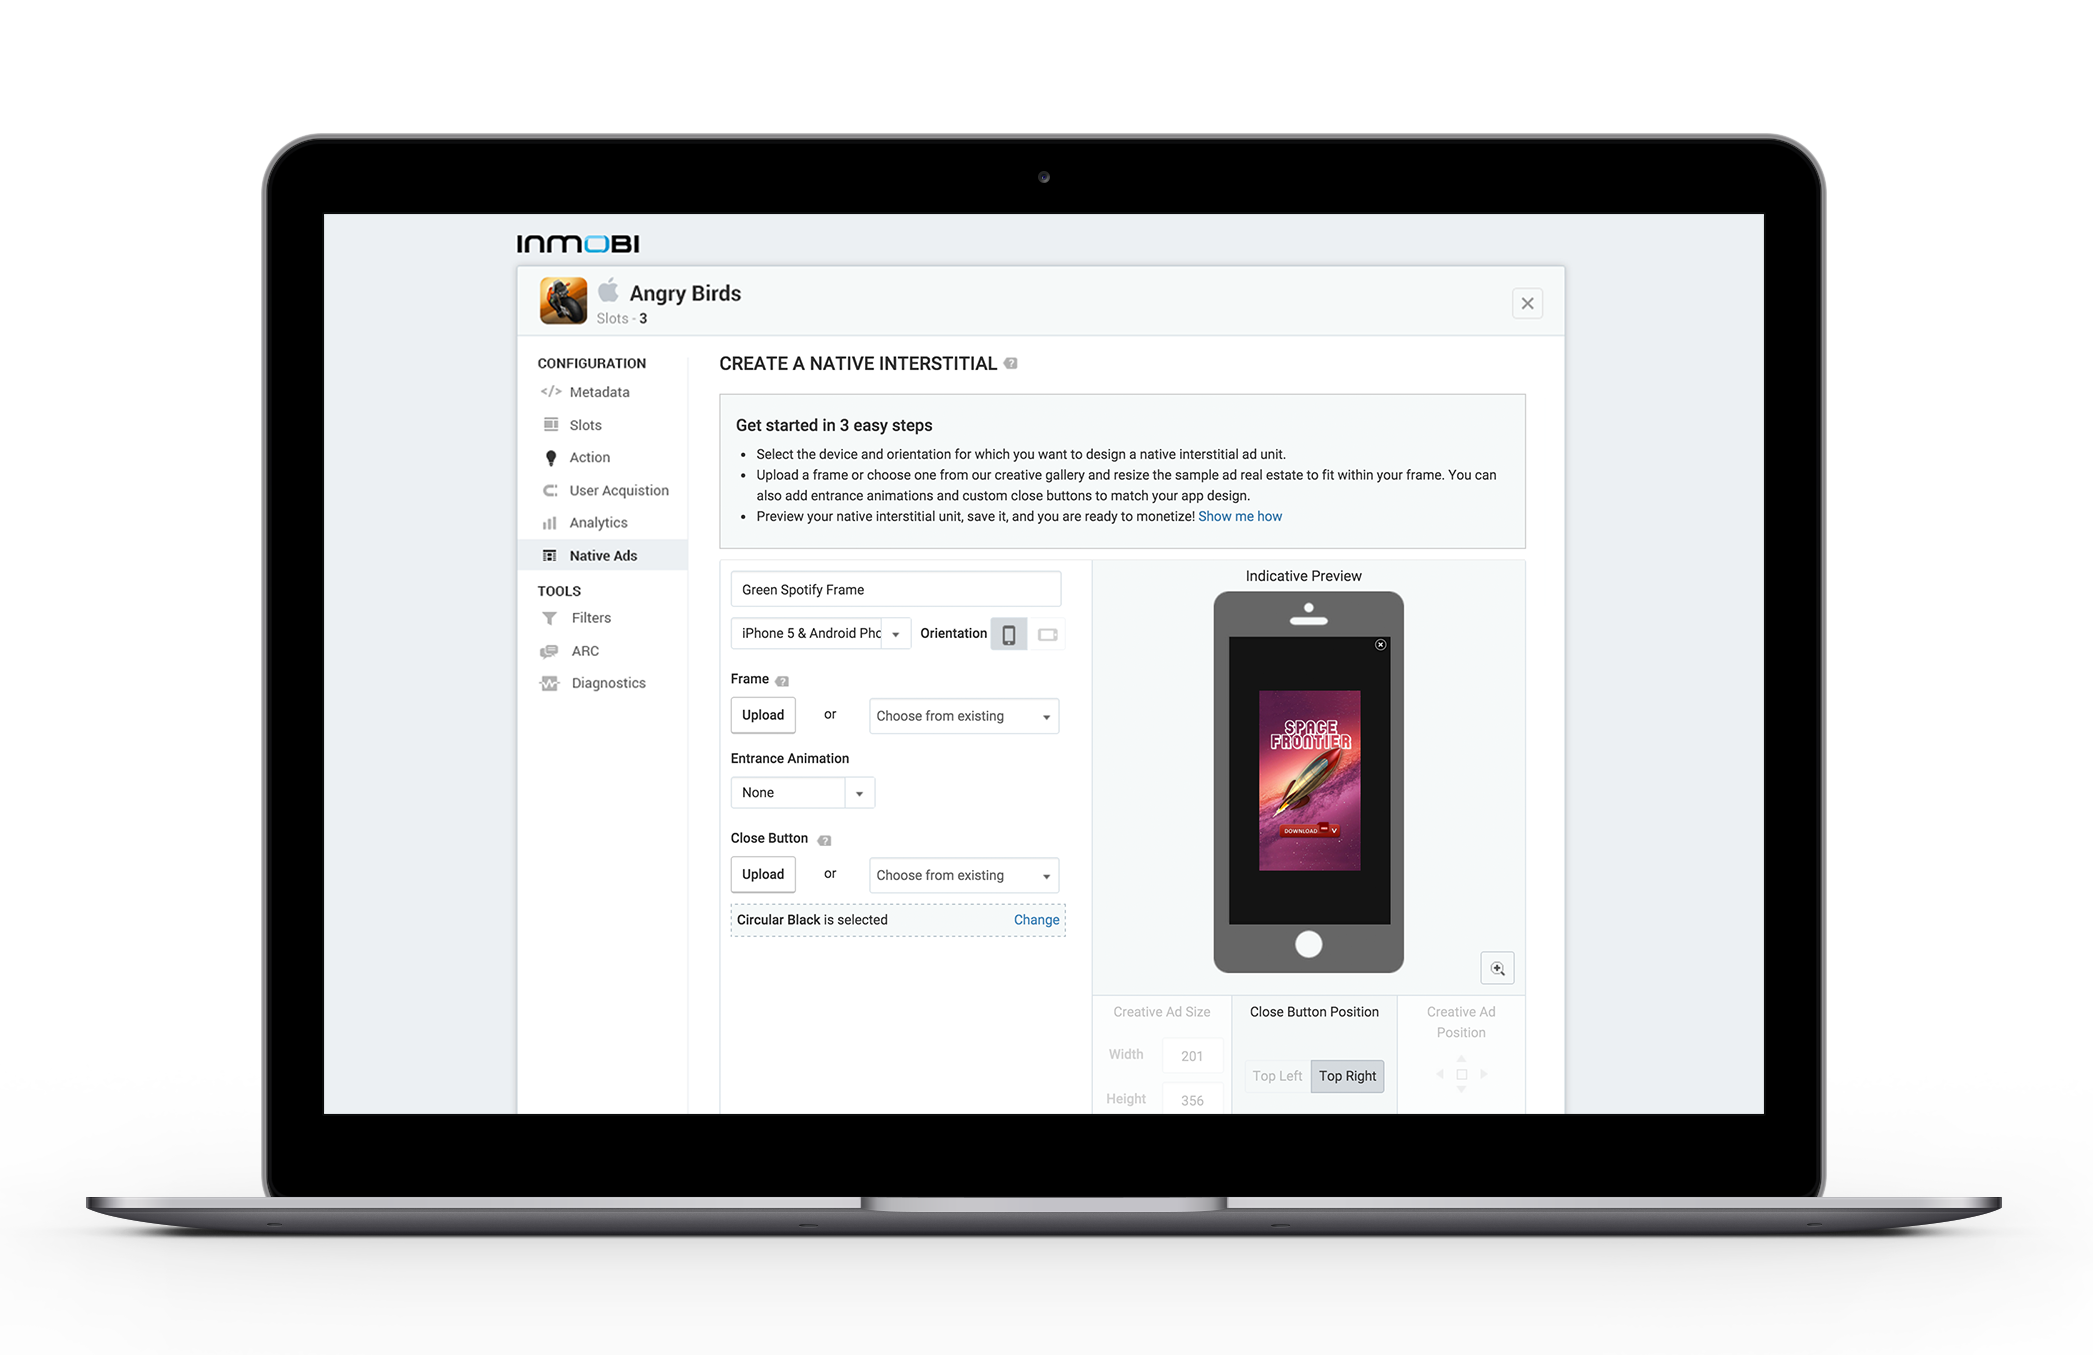 INMOBI
Angry Birds
Slots - 3
CONFIGURATION
</> Metadata
Slots
Action
User Acquistion
Analytics
Native Ads
TOOLS
Filters
ARC
Diagnostics
CREATE A NATIVE INTERSTITIAL ?
Get started in 3 easy steps
• Select the device and orientation for which you want to design a native interstitial ad unit.
• Upload a frame or choose one from our creative gallery and resize the sample ad real estate to fit within your frame. You can
also add entrance animations and custom close buttons to match your app design.
• Preview your native interstitial unit, save it, and you are ready to monetize! Show me how
Green Spotify Frame
iPhone 5 & Android Pho
Orientation
Frame ?
Upload or Choose from existing
Entrance Animation
None
Close Button ?
Upload or Choose from existing
Circular Black is selected Change
Indicative Preview
SPACE
FRONTIER
DOWNLOAD
Creative Ad Size
Width 201
Height 356
Close Button Position
Top Left Top Right
Creative Ad
Position